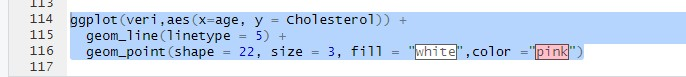 113
114 ggplot(veri,aes(x=age, y = Cholesterol)) +
115 geom_line(linetype = 5) +
116 geom_point(shape = 22, size = 3, fill = "white",color ="pink")
117